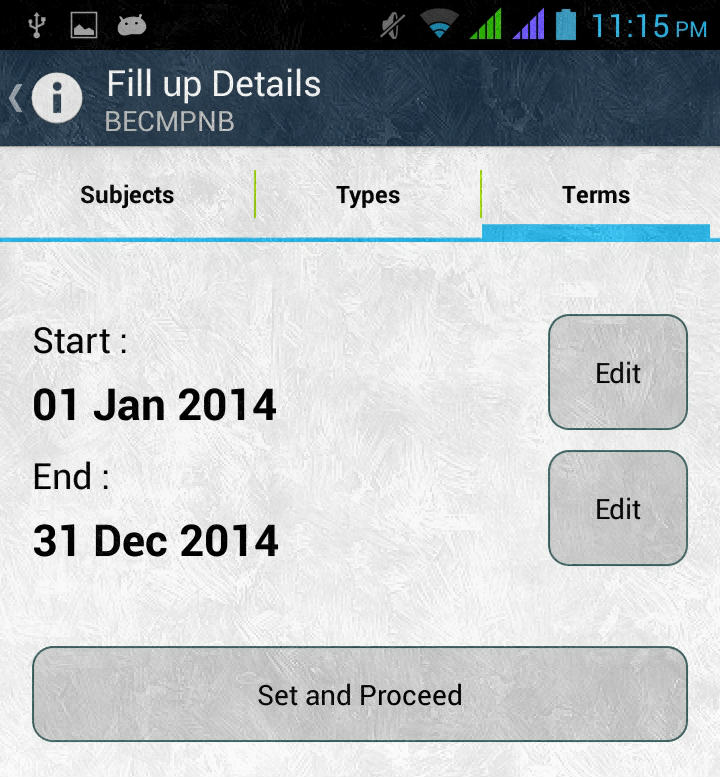 11:15 PM
Fill up Details
BECMPNB
Subjects Types Terms
Start :
01 Jan 2014
Edit
End :
31 Dec 2014
Edit
Set and Proceed